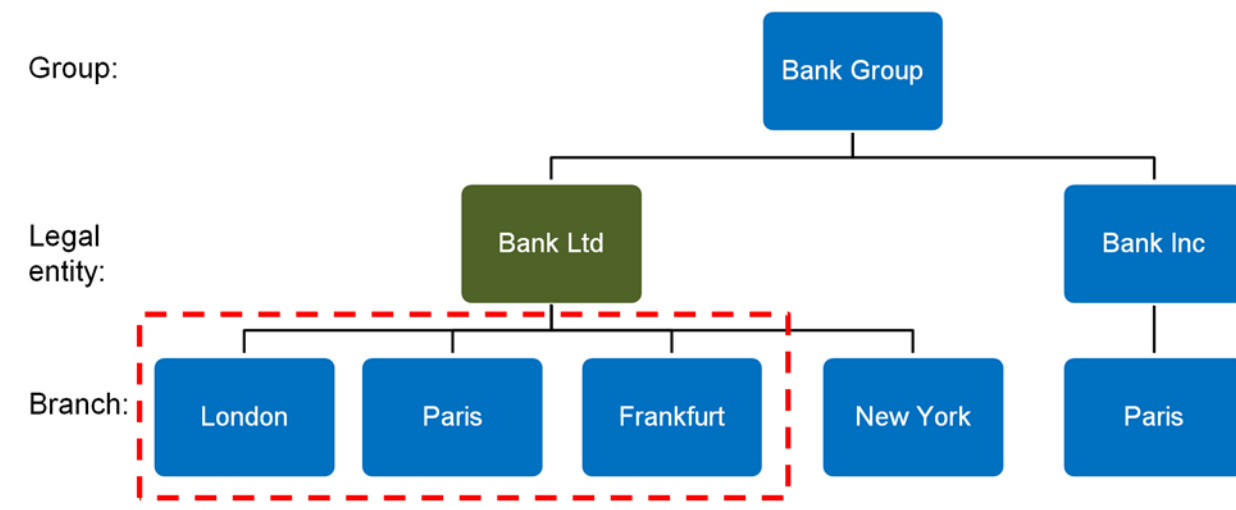 Group:
Bank Group
Legal
entity:
Bank Ltd
Bank Inc
Branch:
London
Paris
Frankfurt
New York
Paris